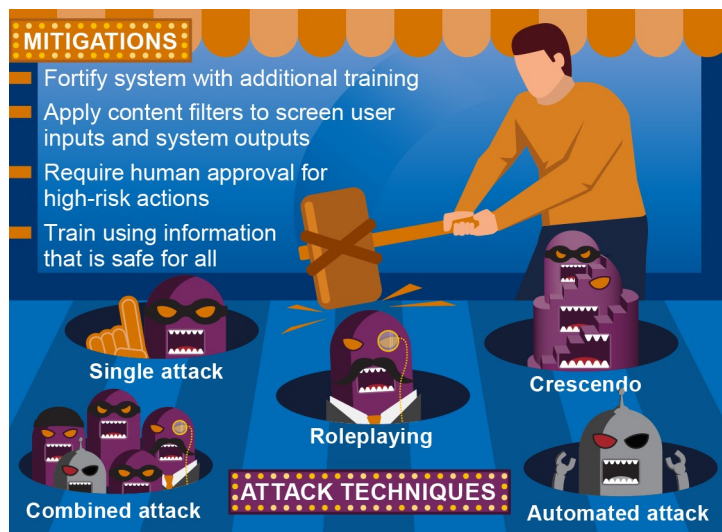 MITIGATIONS
Fortify system with additional training
Apply content filters to screen user
inputs and system outputs
Require human approval for
high-risk actions
Train using information
that is safe for all
Single attack
Crescendo
Roleplaying
Combined attack
ATTACK TECHNIQUES
Automated attack